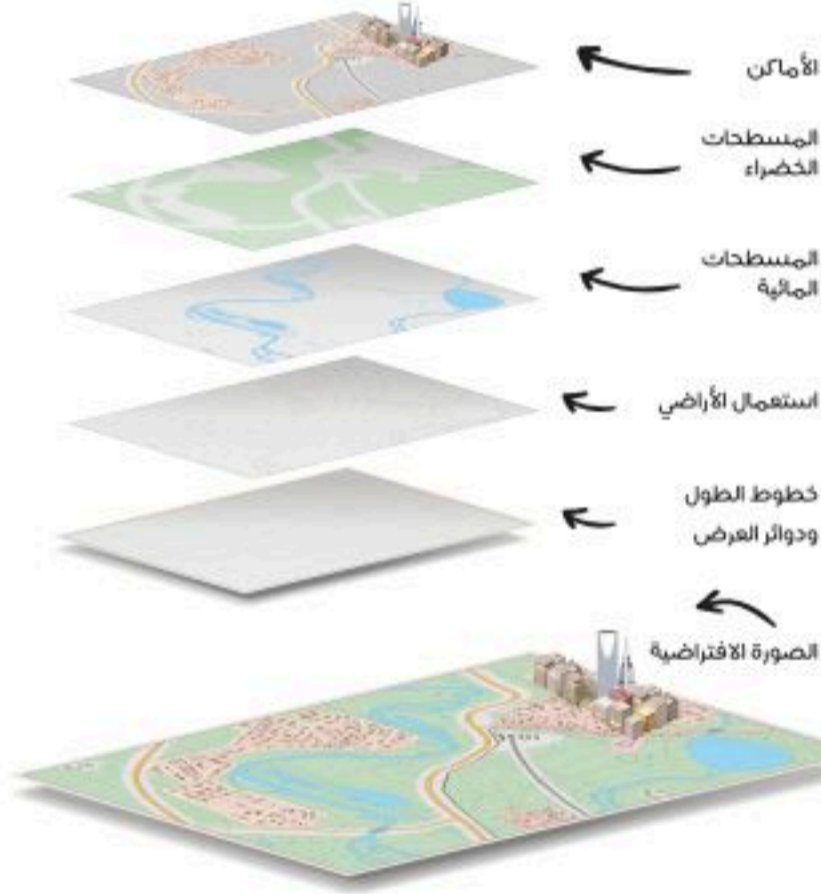 الأماكن
المسطحات
الخضراء
المسطحات
المائية
استعمال الأراضي
خطوط الطول
ودوائر العرض
الصورة الافتراضية